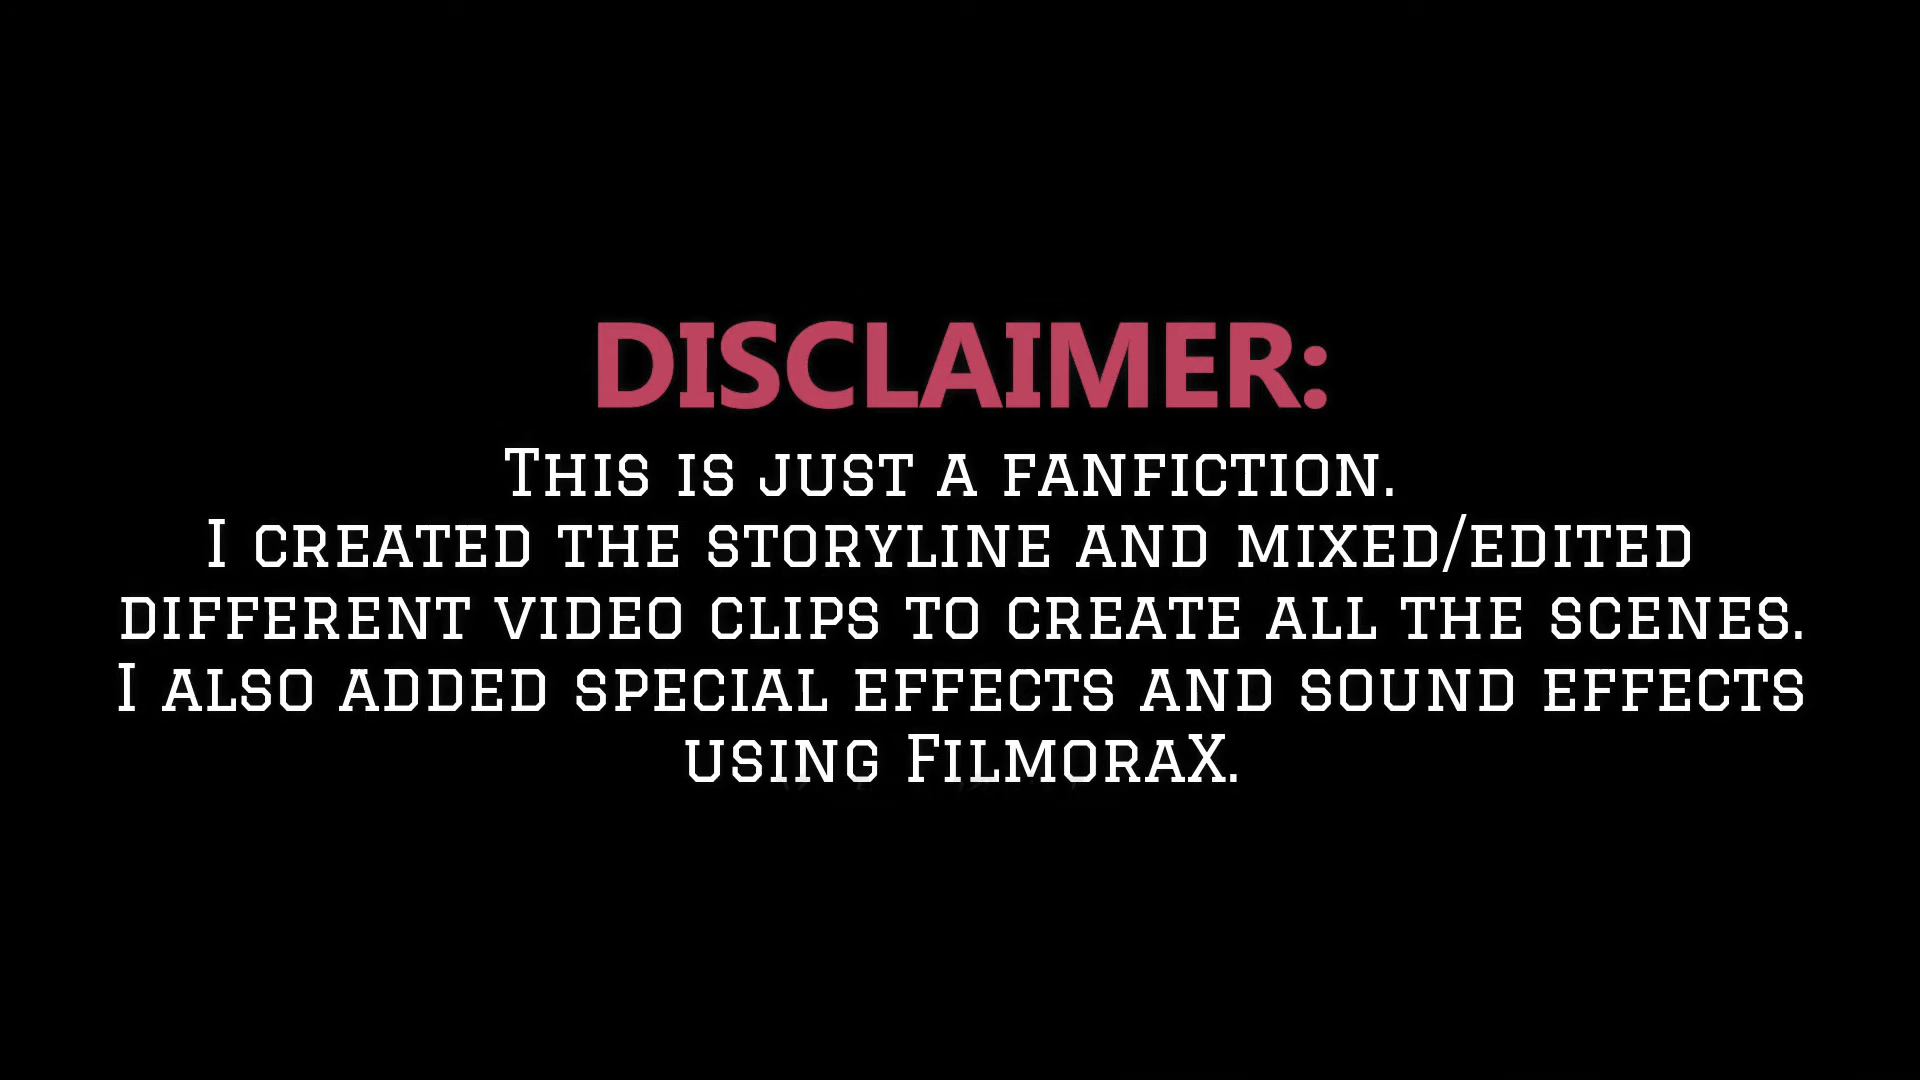 DISCLAIMER:
This is just a fanfiction.
I created the storyline and mixed/edited
different video clips to create all the scenes.
I also added special effects and sound effects
using FilmoraX.